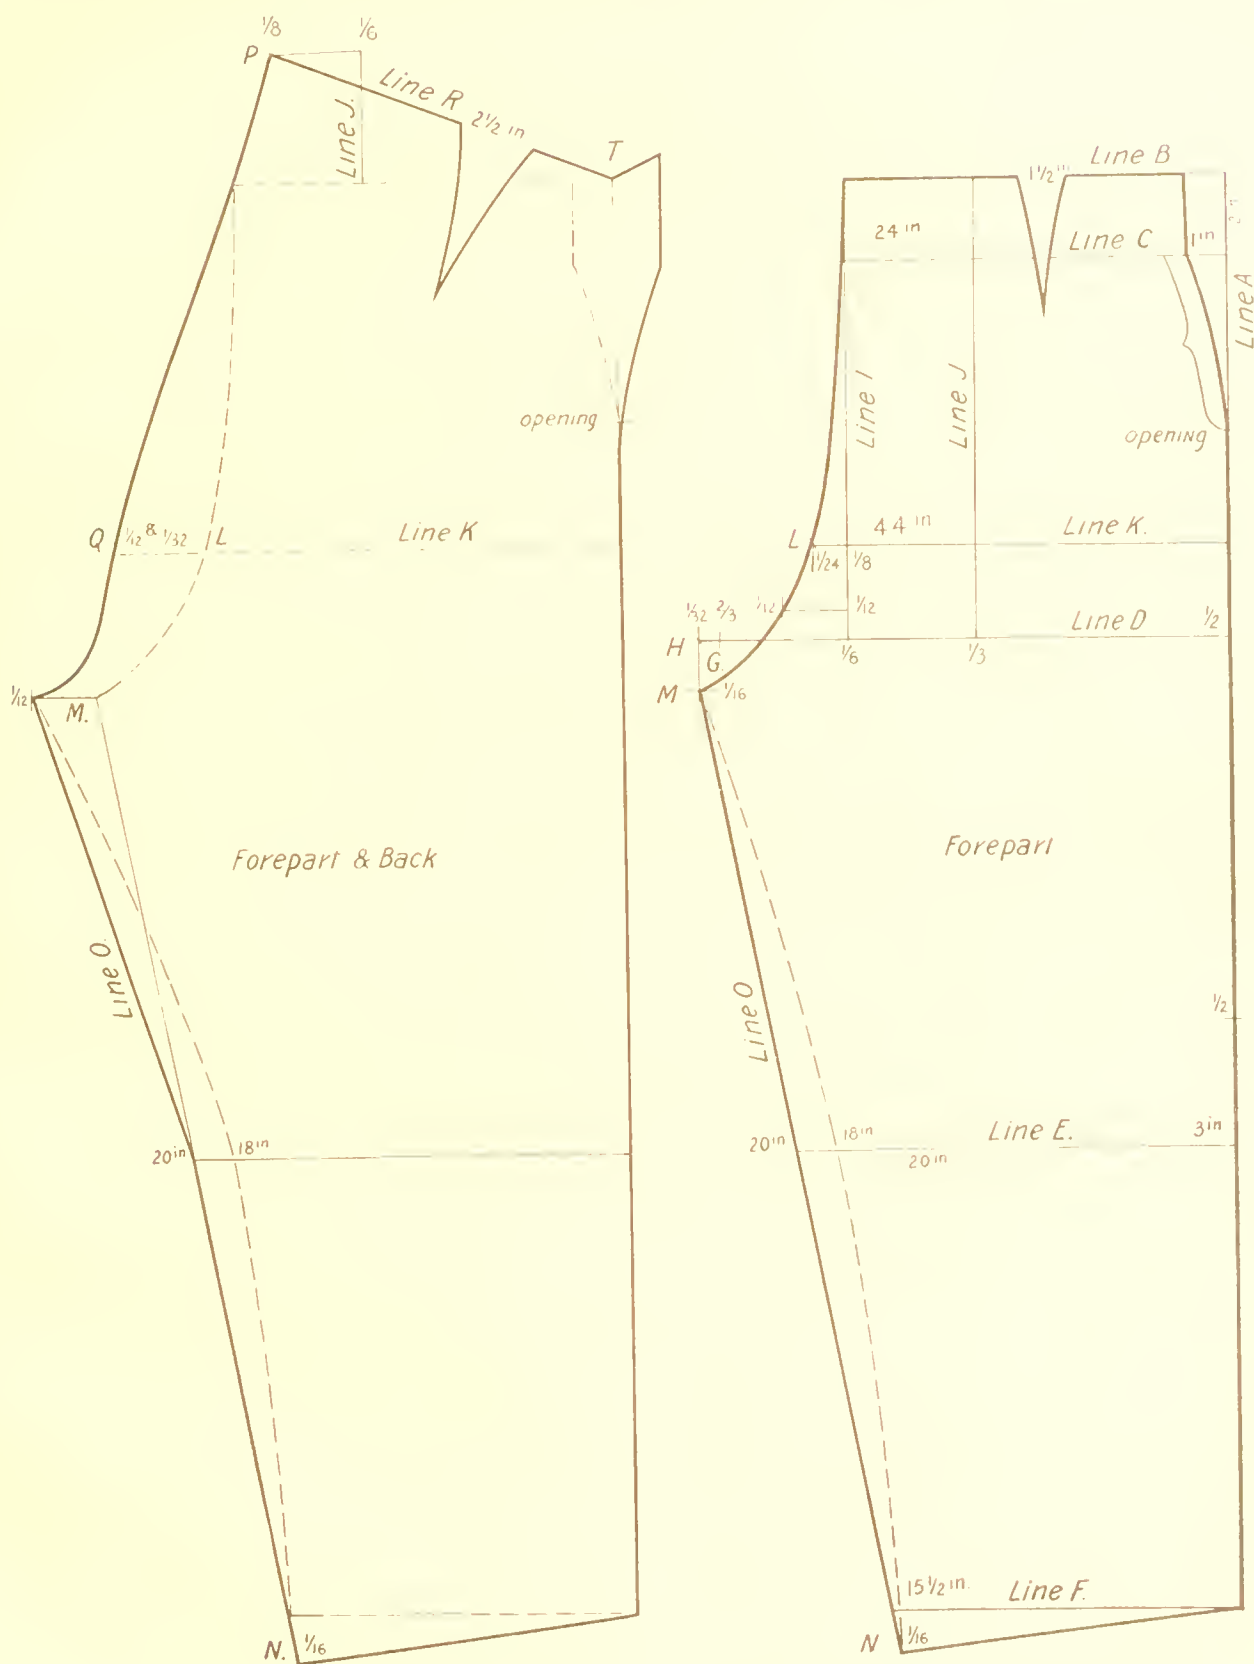 1/8
1/6
P
Line R
2 1/2 in
Line J.
T
opening
Q
1/12 & 1/32
L
Line K
1/12
M.
Forepart & Back
Line O.
20 in
18 in
N.
1/16
Line B
1 1/2 in
24 in
Line C
1 in
2 in
Line A
Line I
Line J
opening
L
44 in
Line K.
1/24
1/8
1/32
2/3
1/12
1/12
Line D
1/2
H
G.
1/6
1/3
M
1/16
Forepart
Line O
1/2
20 in
18 in
20 in
Line E.
3 in
15 1/2 in.
Line F.
N
1/16